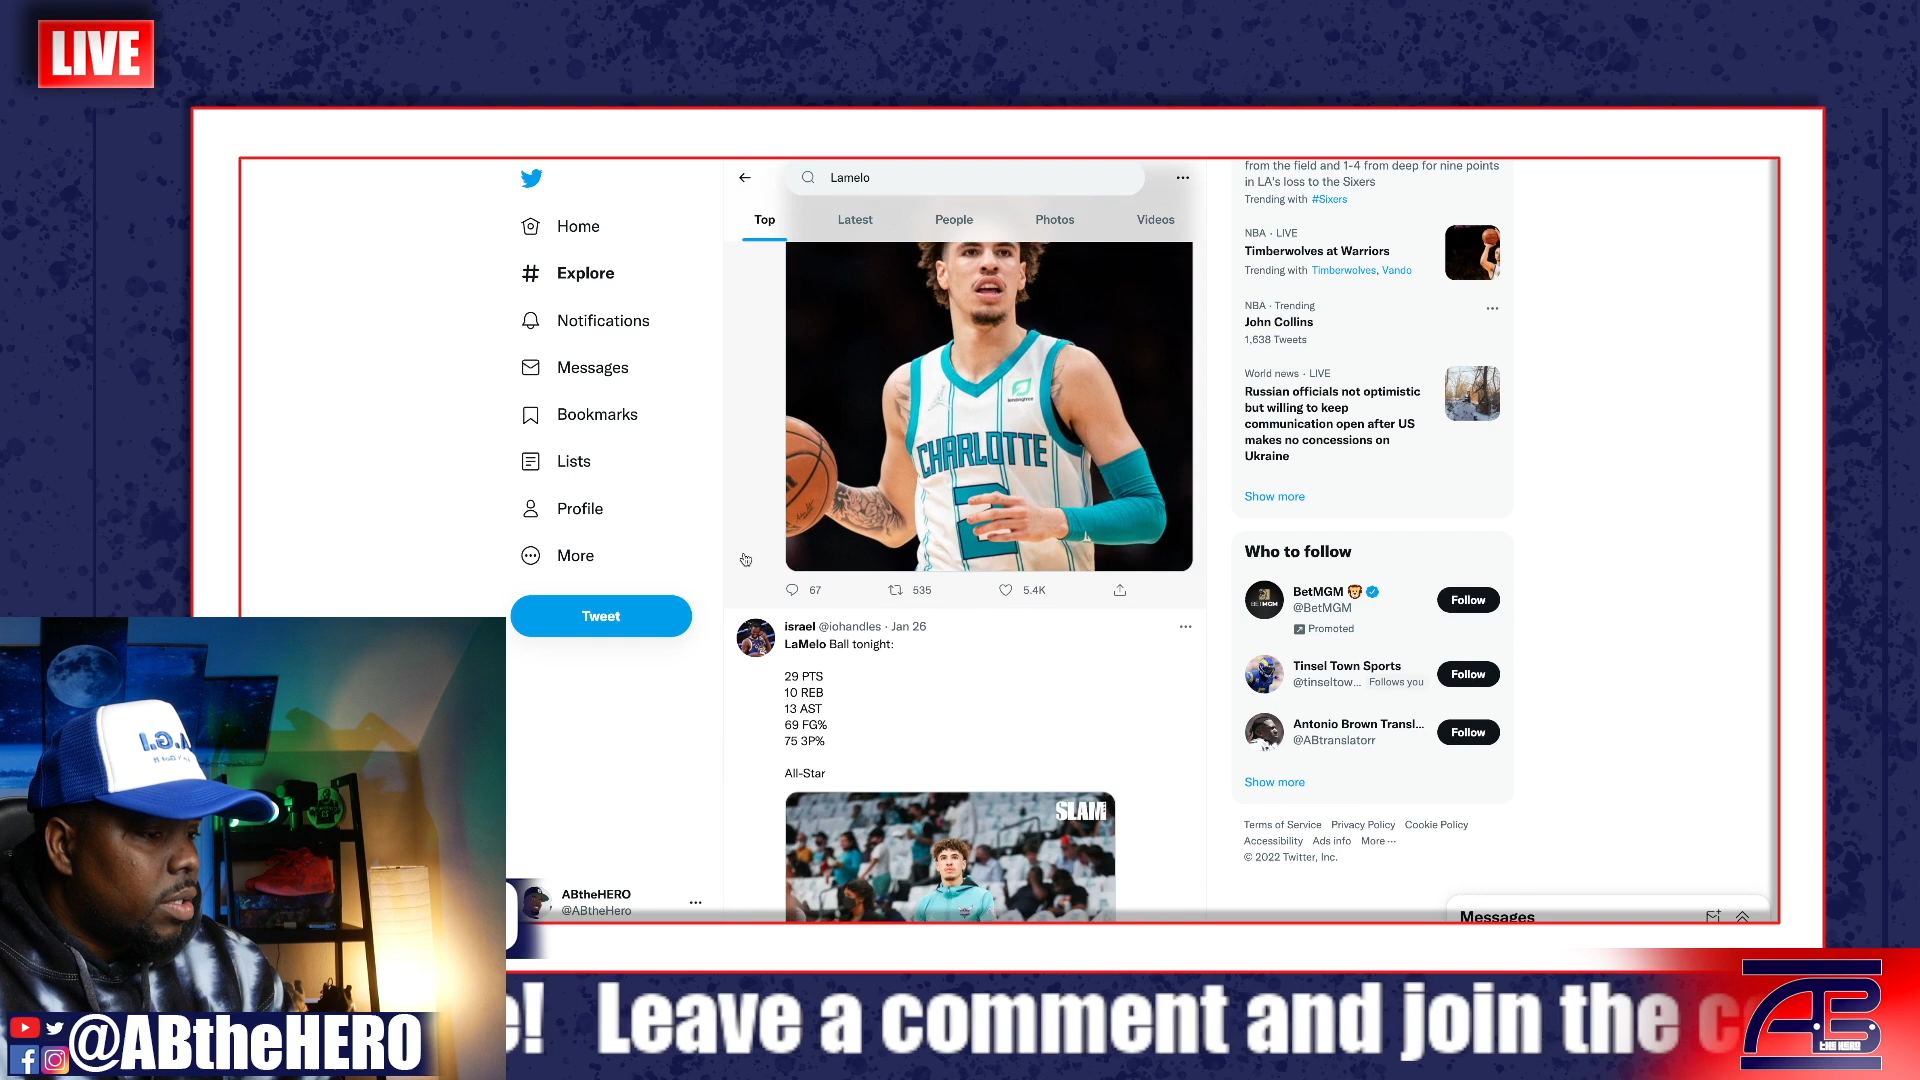 LIVE
Lamelo
Top
Latest
People
Photos
Videos
Home
Explore
Notifications
Messages
Bookmarks
Lists
Profile
More
Tweet
ABtheHERO
@ABtheHero
CHARLOTTE
2
lendingtree
67
535
5.4K
israel @iohandles · Jan 26
LaMelo Ball tonight:
29 PTS
10 REB
13 AST
69 FG%
75 3P%
All-Star
SLAM
from the field and 1-4 from deep for nine points
in LA's loss to the Sixers
Trending with #Sixers
NBA · LIVE
Timberwolves at Warriors
Trending with Timberwolves, Vando
NBA · Trending
John Collins
1,638 Tweets
World news · LIVE
Russian officials not optimistic
but willing to keep
communication open after US
makes no concessions on
Ukraine
Show more
Who to follow
BetMGM
@BetMGM
Follow
Promoted
Tinsel Town Sports
@tinseltow... Follows you
Follow
Antonio Brown Transl...
@ABtranslatorr
Follow
Show more
Terms of Service Privacy Policy Cookie Policy
Accessibility Ads info More ···
© 2022 Twitter, Inc.
Messages
@ABtheHERO
e! Leave a comment and join the c
AB
THE HERO